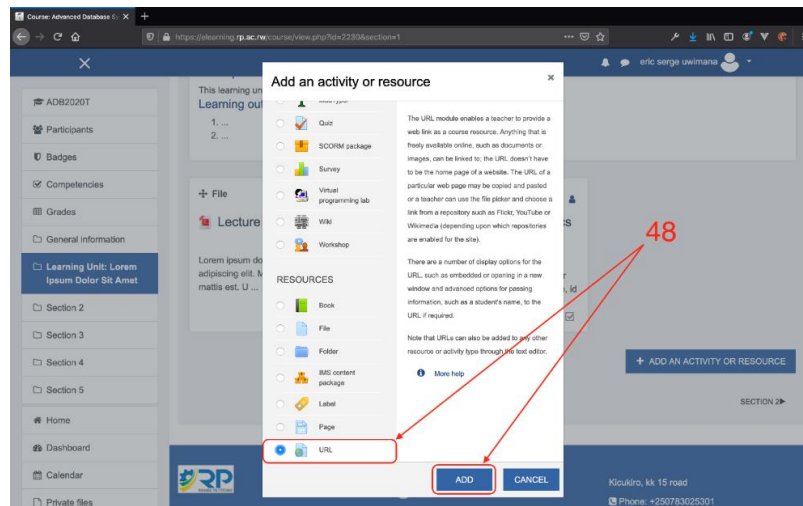 Course: Advanced Database
https://elearning.rp.ac.rw/course/view.php?id=2230&section=1
eric serge uwimana
ADB2020T
Participants
Badges
Competencies
Grades
General information
Learning Unit: Lorem
Ipsum Dolor Sit Amet
Section 2
Section 3
Section 4
Section 5
Home
Dashboard
Calendar
Private files
This learning un
Learning out
1. ...
2. ...
File
Lecture
Lorem ipsum do
adipiscing elit. M
mattis est. U ...
Add an activity or resource
Quiz
SCORM package
Survey
Virtual
programming lab
Wiki
Workshop
RESOURCES
Book
File
Folder
IMS content
package
Label
Page
URL
The URL module enables a teacher to provide a
web link as a course resource. Anything that is
freely available online, such as documents or
images, can be linked to; the URL doesn't have
to be the home page of a website. The URL of a
particular web page may be copied and pasted
or a teacher can use the file picker and choose a
link from a repository such as Flickr, YouTube or
Wikimedia (depending upon which repositories
are enabled for the site).
There are a number of display options for the
URL, such as embedded or opening in a new
window and advanced options for passing
information, such as a student's name, to the
URL if required.
Note that URLs can also be added to any other
resource or activity type through the text editor.
More help
ADD
CANCEL
48
cs
, id
+ ADD AN ACTIVITY OR RESOURCE
SECTION 2
RP
Kicukiro, kk 15 road
Phone: +250783025301